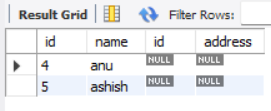 Result Grid Filter Rows:
id name id address
4 anu NULL NULL
5 ashish NULL NULL